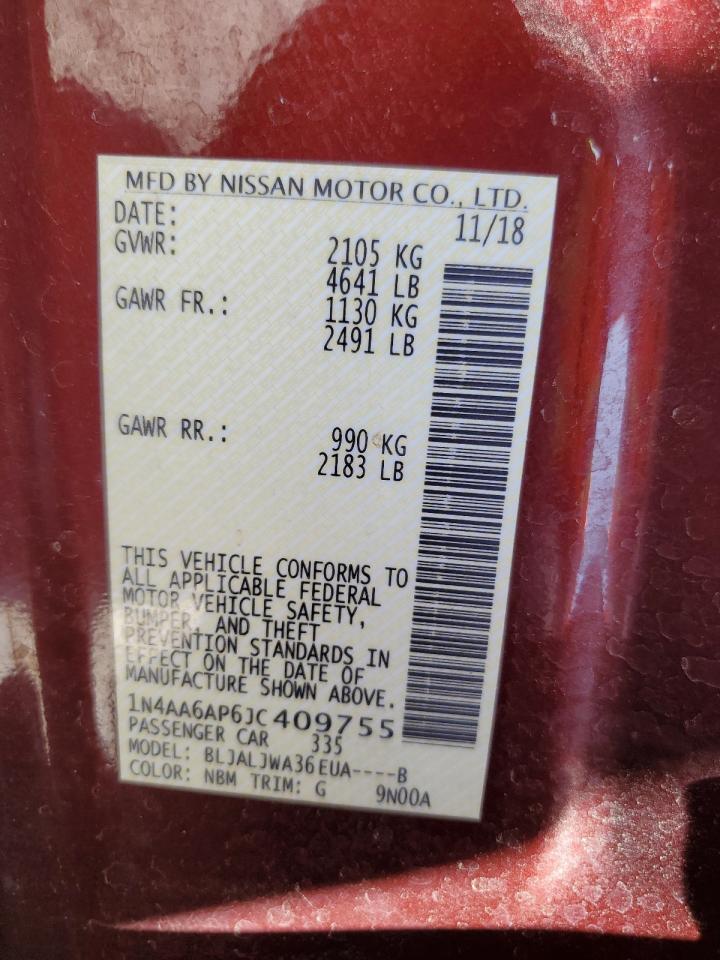 MFD BY NISSAN MOTOR CO., LTD.
DATE: 11/18
GVWR: 2105 KG
4641 LB
GAWR FR.: 1130 KG
2491 LB
GAWR RR.: 990 KG
2183 LB
THIS VEHICLE CONFORMS TO
ALL APPLICABLE FEDERAL
MOTOR VEHICLE SAFETY,
BUMPER, AND THEFT
PREVENTION STANDARDS IN
EFFECT ON THE DATE OF
MANUFACTURE SHOWN ABOVE.
1N4AA6AP6JC409755
PASSENGER CAR 335
MODEL: BLJALJWA36EUA----B
COLOR: NBM TRIM: G 9N00A